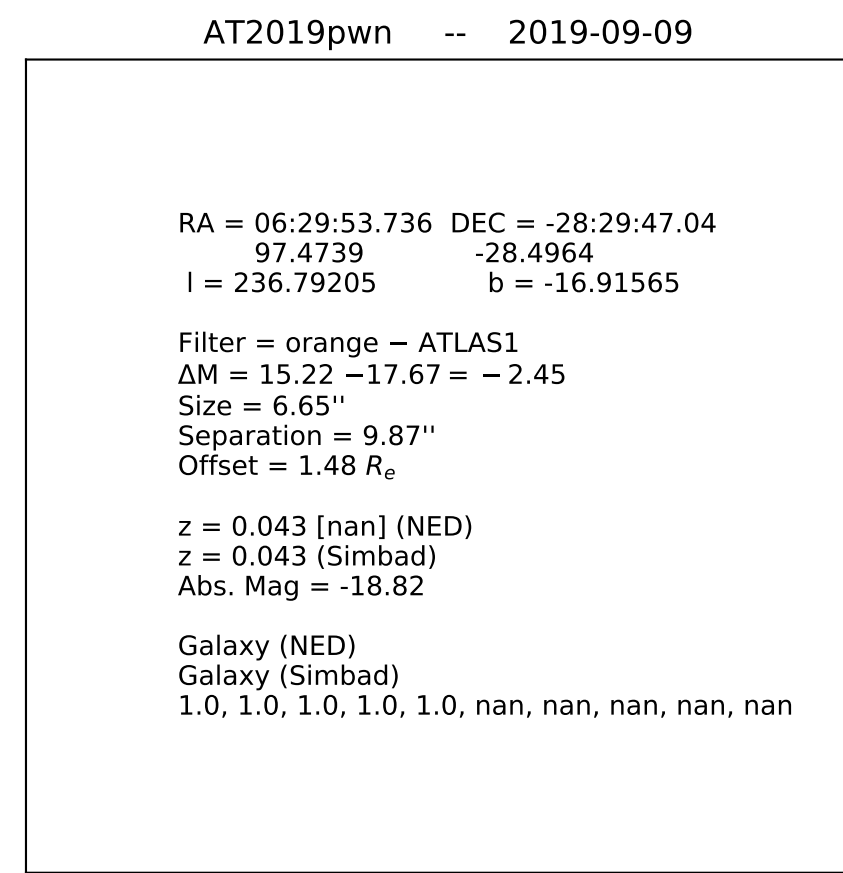 AT2019pwn -- 2019-09-09
RA = 06:29:53.736 DEC = -28:29:47.04
97.4739 -28.4964
l = 236.79205 b = -16.91565
Filter = orange − ATLAS1
ΔM = 15.22 −17.67 = −2.45
Size = 6.65''
Separation = 9.87''
Offset = 1.48 Re
z = 0.043 [nan] (NED)
z = 0.043 (Simbad)
Abs. Mag = -18.82
Galaxy (NED)
Galaxy (Simbad)
1.0, 1.0, 1.0, 1.0, 1.0, nan, nan, nan, nan, nan